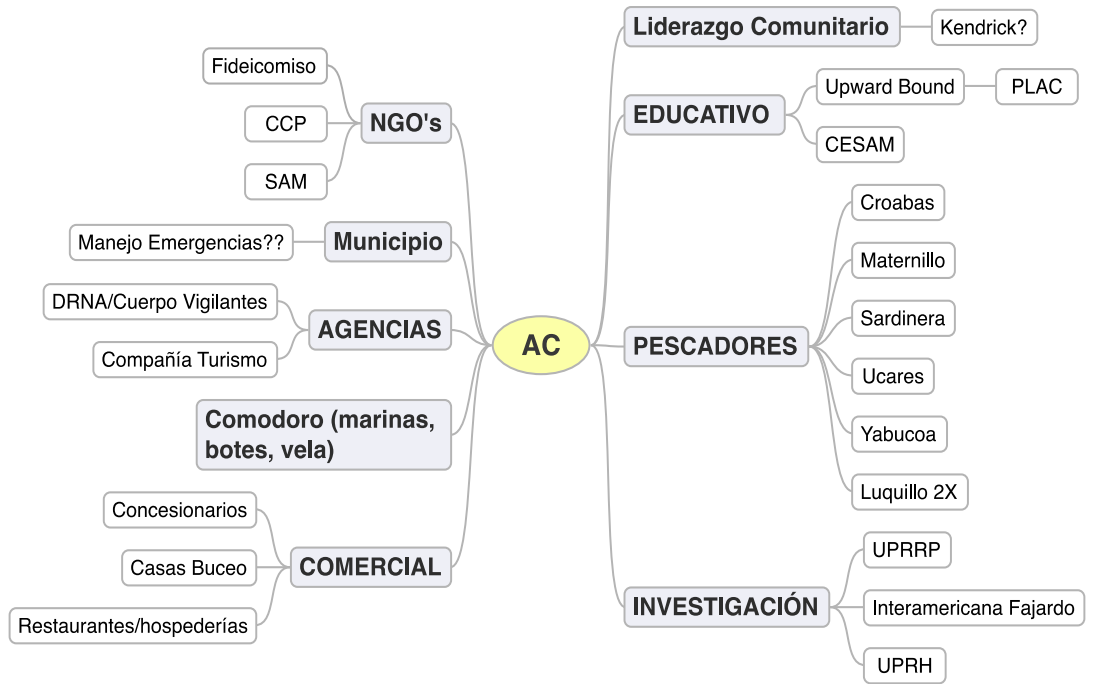 Liderazgo Comunitario
Kendrick?
Fideicomiso
Upward Bound
PLAC
EDUCATIVO
NGO's
CCP
CESAM
SAM
Croabas
Manejo Emergencias??
Municipio
Maternillo
DRNA/Cuerpo Vigilantes
Sardinera
AGENCIAS
AC
PESCADORES
Compañía Turismo
Ucares
Comodoro (marinas,
botes, vela)
Yabucoa
Luquillo 2X
Concesionarios
UPRRP
Casas Buceo
COMERCIAL
INVESTIGACIÓN
Interamericana Fajardo
Restaurantes/hospederías
UPRH